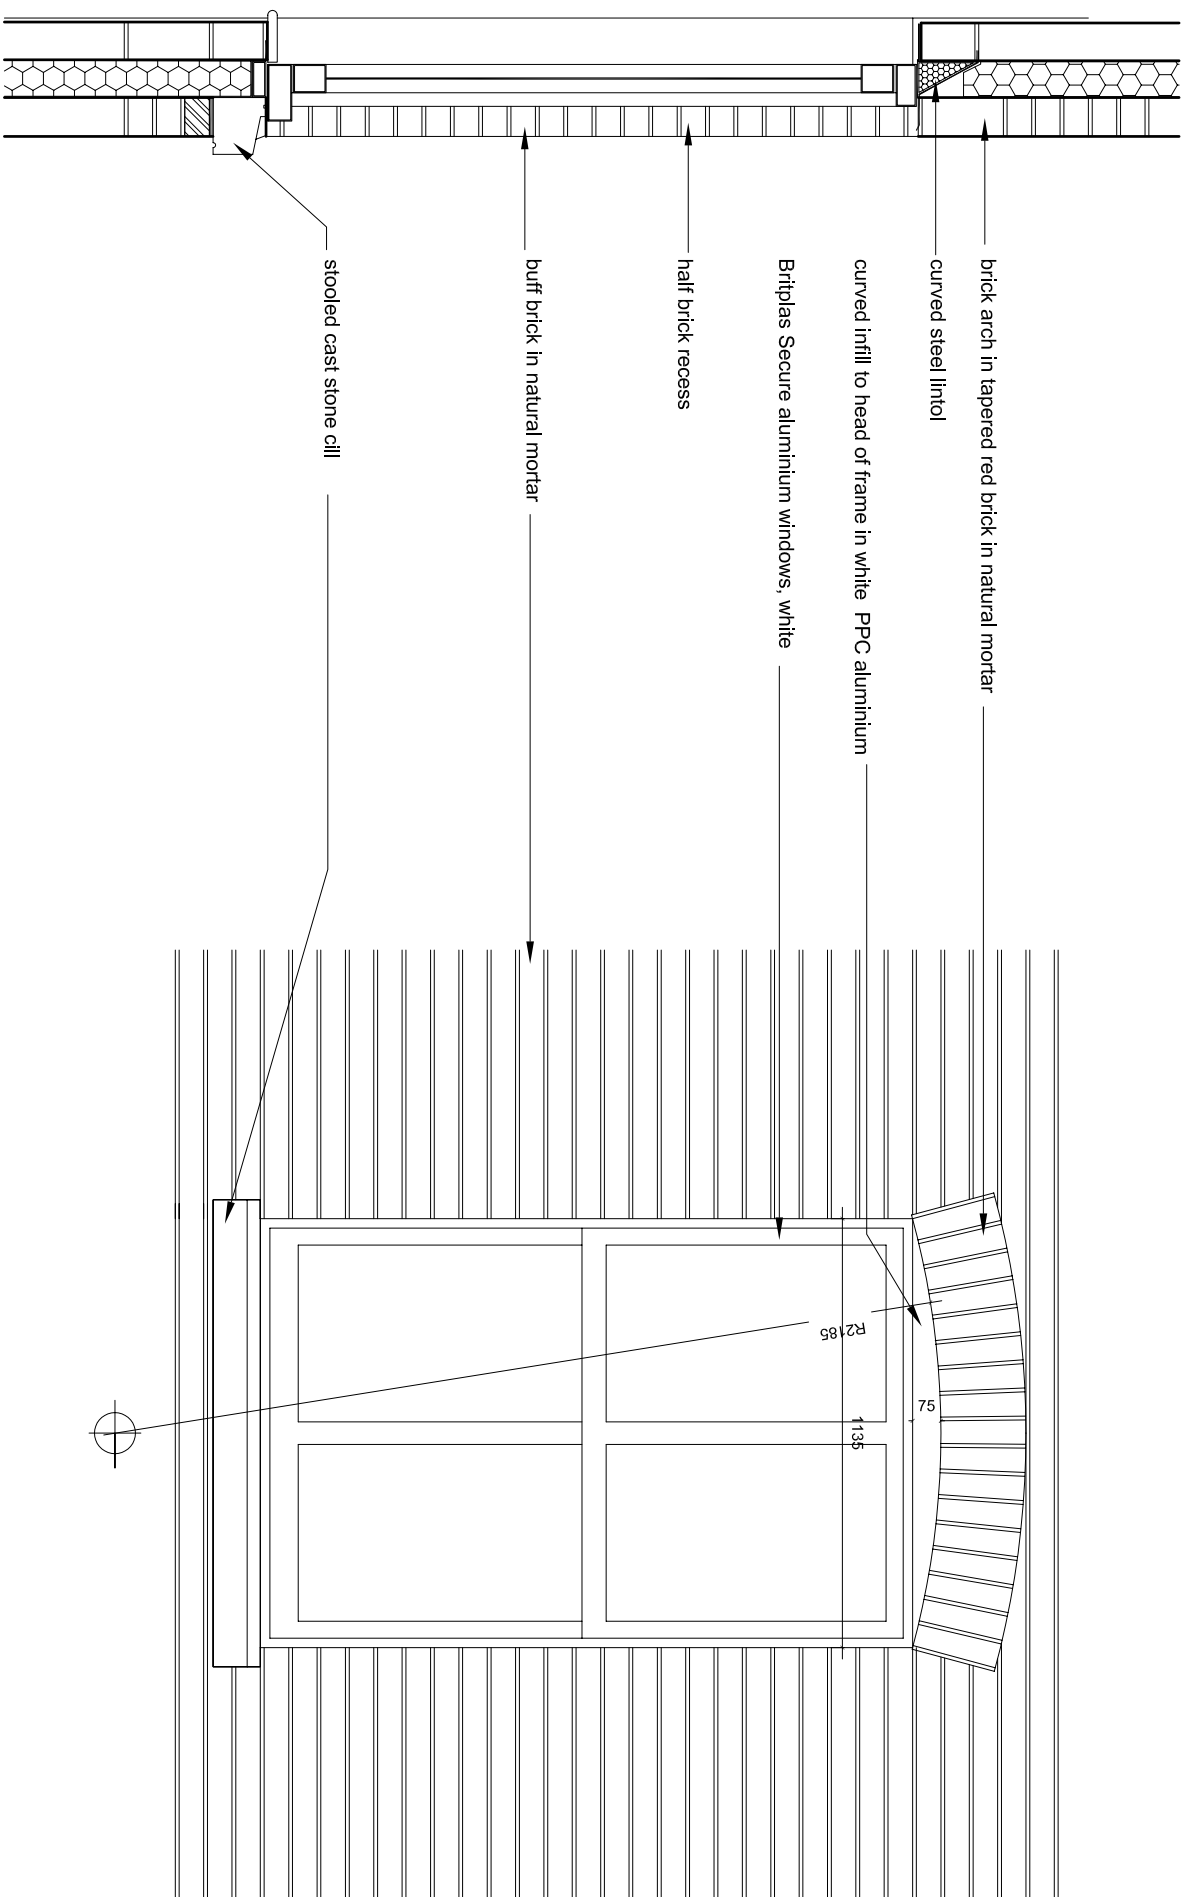 brick arch in tapered red brick in natural mortar
curved steel lintol
curved infill to head of frame in white PPC aluminium
Britplas Secure aluminium windows, white
half brick recess
buff brick in natural mortar
stooled cast stone cill
75
1135
R2185